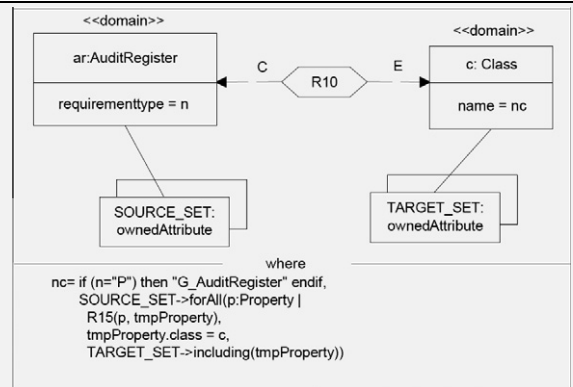 <<domain>>
<<domain>>
ar:AuditRegister
C
R10
E
c: Class
requirementtype = n
name = nc
SOURCE_SET:
ownedAttribute
TARGET_SET:
ownedAttribute
where
nc= if (n="P") then "G_AuditRegister" endif,
SOURCE_SET->forAll(p:Property |
R15(p, tmpProperty),
tmpProperty.class = c,
TARGET_SET->including(tmpProperty))